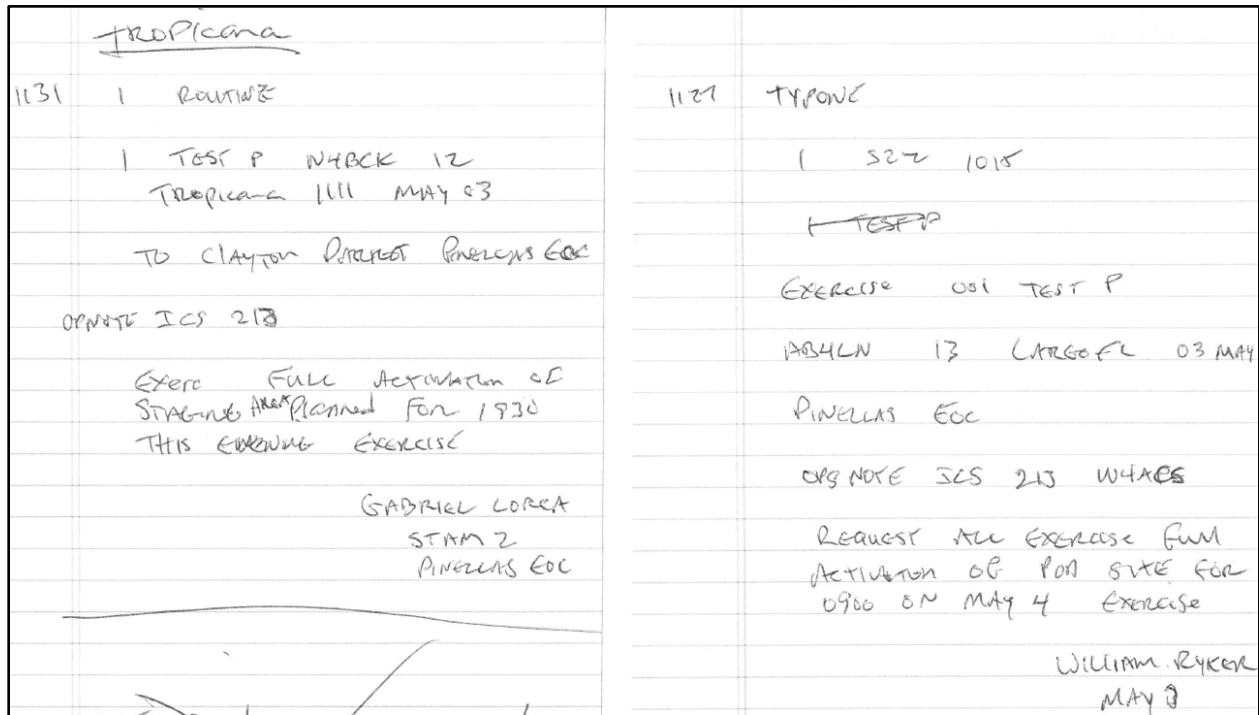 Tropicana
1131 1 ROUTINE
1 TEST P N4BCK 12
Tropicana 1111 MAY 03
TO CLAYTON PINELLAS EOC
OPNOTE ICS 213
Exerc FULL ACTIVATION OF
STAGING AREA Planned FOR 1930
THIS EVENING EXERCISE
GABRIEL LORCA
STAM 2
PINELLAS EOC
1127 TYPONE
1 522 1015
1 TEST P
EXERCISE 001 TEST P
AB4LN 13 LARGO FL 03 MAY
PINELLAS EOC
OPS NOTE ICS 213 W4AES
REQUEST ALL EXERCISE FULL
ACTIVATION OF POD SITE FOR
0900 ON MAY 4 EXERCISE
WILLIAM RYKER
MAY 3